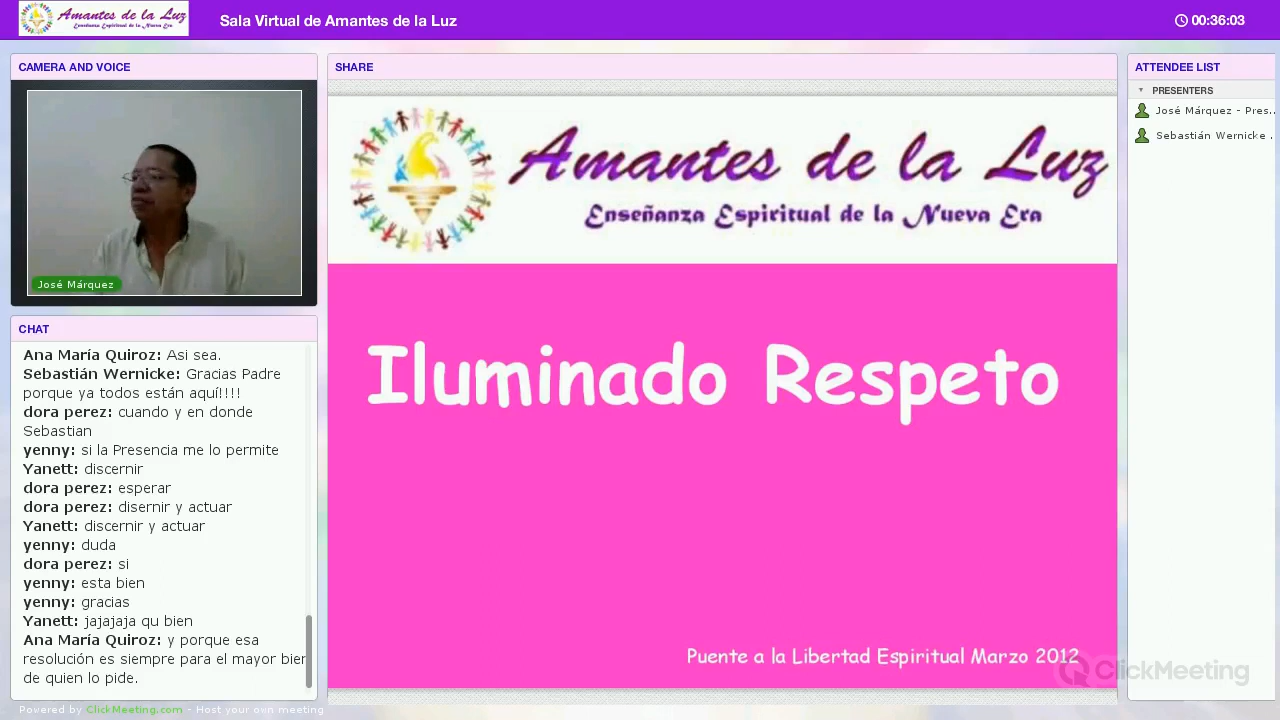 Amantes de la Luz
Enseñanza Espiritual de la Nueva Era
Sala Virtual de Amantes de la Luz
00:36:03
CAMERA AND VOICE
José Márquez
CHAT
Ana María Quiroz: Asi sea.
Sebastián Wernicke: Gracias Padre
porque ya todos están aquí!!!!
dora perez: cuando y en donde
Sebastian
yenny: si la Presencia me lo permite
Yanett: discernir
dora perez: esperar
dora perez: disernir y actuar
Yanett: discernir y actuar
yenny: duda
dora perez: si
yenny: esta bien
yenny: gracias
Yanett: jajajaja qu bien
Ana María Quiroz: y porque esa
resolución es siempre para el mayor bien
de quien lo pide.
Powered by ClickMeeting.com - Host your own meeting
SHARE
Amantes de la Luz
Enseñanza Espiritual de la Nueva Era
Iluminado Respeto
Puente a la Libertad Espiritual Marzo 2012
ClickMeeting
ATTENDEE LIST
PRESENTERS
José Márquez - Pres..
Sebastián Wernicke .